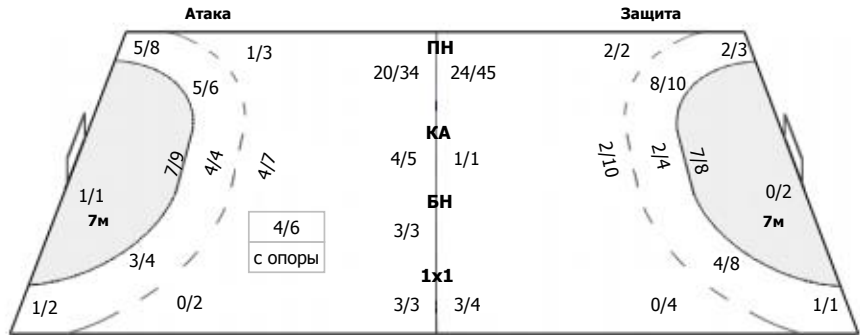 Атака Защита
5/8 1/3 ПН 2/2 2/3
5/6 20/34 24/45 8/10
КА
7/9 4/4 4/7 4/5 1/1 2/10 2/4 7/8
1/1 БН 0/2
7м 4/6 3/3 7м
3/4 с опоры 4/8
1х1
1/2 0/2 3/3 3/4 0/4 1/1